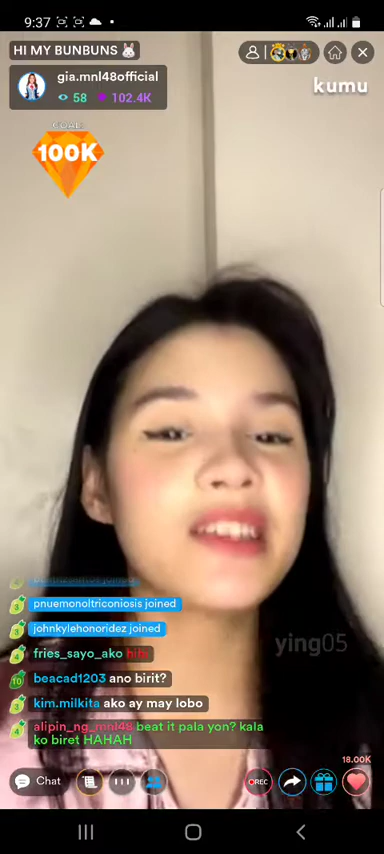 9:37
HI MY BUNBUNS
gia.mnl48official
58 102.4K
kumu
GOAL:
100K
pnuemonoltriconiosis joined
johnkylehonoridez joined
ying05
fries_sayo_ako hihi
beacad1203 ano birit?
kim.milkita ako ay may lobo
alipin_ng_mnl48 beat it pala yon? kala
ko biret HAHAH
18.00K
Chat
REC